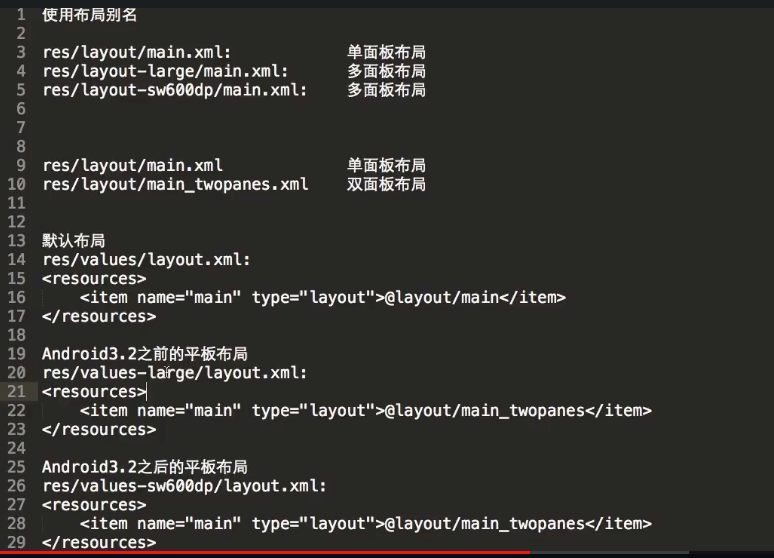 1 使用布局别名
2
3 res/layout/main.xml: 单面板布局
4 res/layout-large/main.xml: 多面板布局
5 res/layout-sw600dp/main.xml: 多面板布局
6
7
8
9 res/layout/main.xml 单面板布局
10 res/layout/main_twopanes.xml 双面板布局
11
12
13 默认布局
14 res/values/layout.xml:
15 <resources>
16 <item name="main" type="layout">@layout/main</item>
17 </resources>
18
19 Android3.2之前的平板布局
20 res/values-large/layout.xml:
21 <resources>
22 <item name="main" type="layout">@layout/main_twopanes</item>
23 </resources>
24
25 Android3.2之后的平板布局
26 res/values-sw600dp/layout.xml:
27 <resources>
28 <item name="main" type="layout">@layout/main_twopanes</item>
29 </resources>